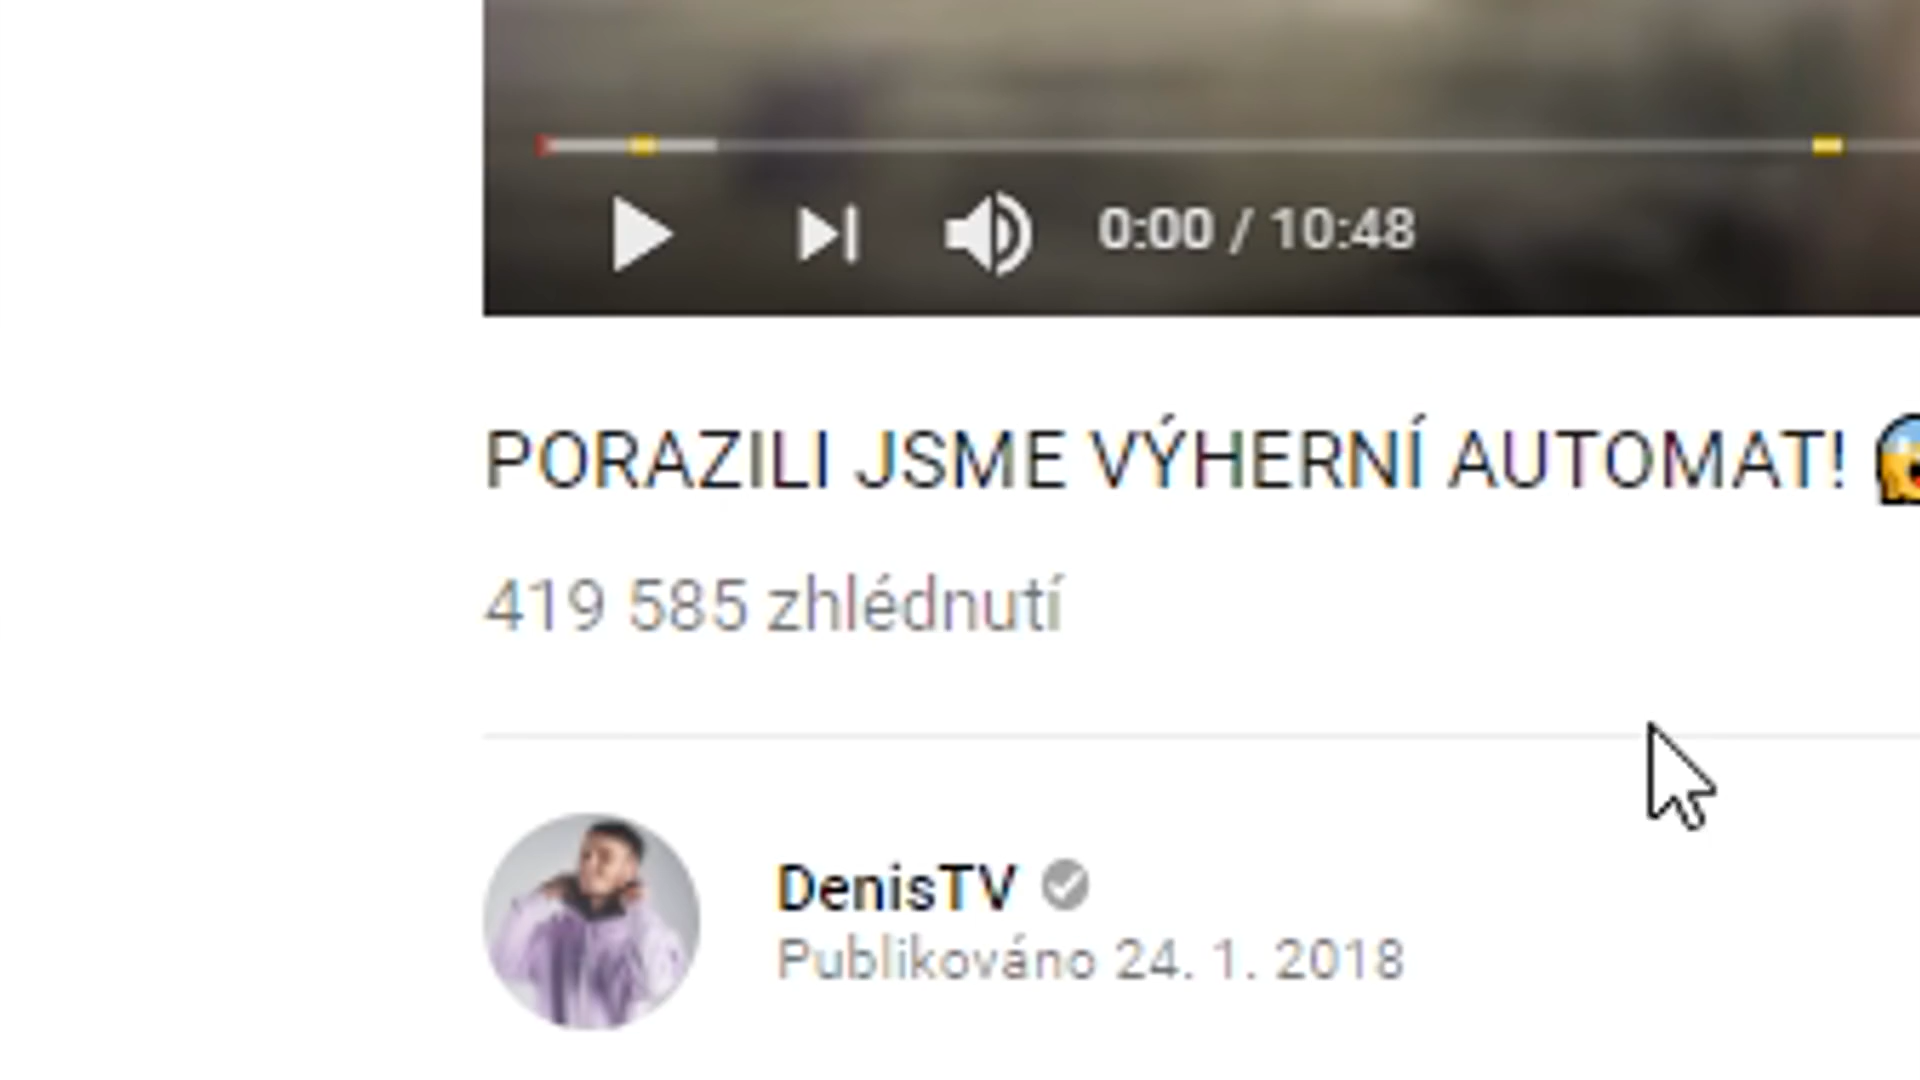 0:00 / 10:48
PORAZILI JSME VÝHERNÍ AUTOMAT! 😱
419 585 zhlédnutí
DenisTV
Publikováno 24. 1. 2018